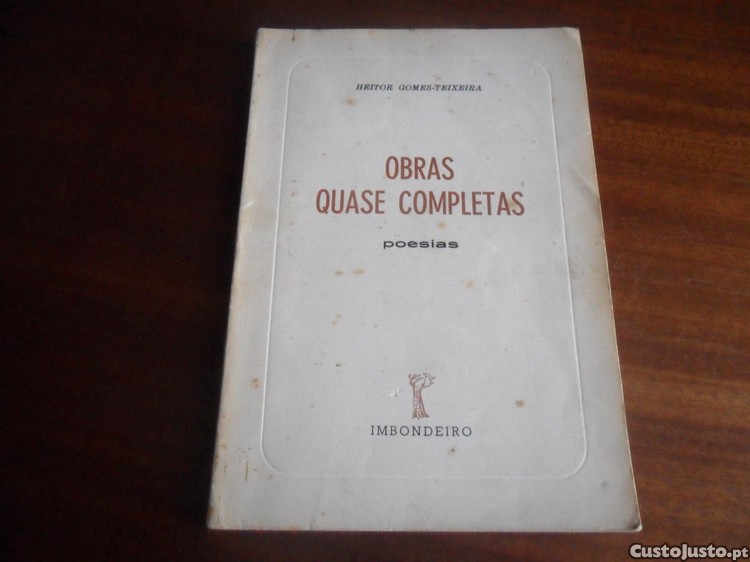 HEITOR GOMES-TEIXEIRA
OBRAS
QUASE COMPLETAS
poesias
IMBONDEIRO
CustoJusto.pt